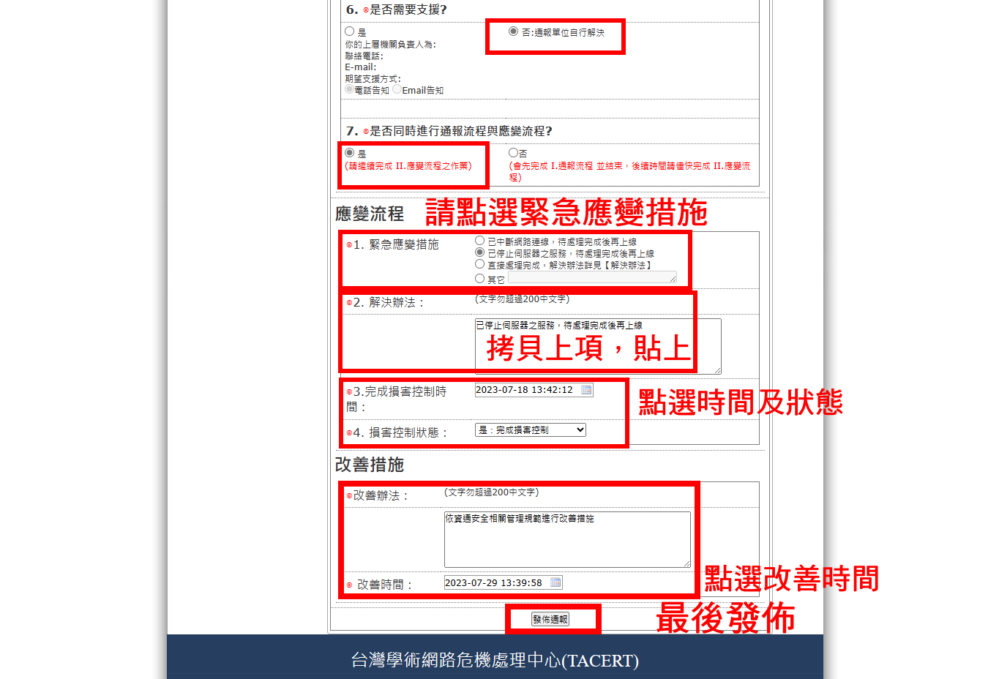 6. ⊙是否需要支援?
是
否:通報單位自行解決
你的上層機關負責人為:
聯絡電話:
E-mail:
期望支援方式:
電話告知 Email告知
7. ⊙是否同時進行通報流程與應變流程?
是
(請繼續完成 II.應變流程之作業)
否
(會先完成 I.通報流程 並結束，後續時間請儘快完成 II.應變流程)
應變流程
請點選緊急應變措施
⊙1. 緊急應變措施
已中斷網路連線，待處理完成後再上線
已停止伺服器之服務，待處理完成後再上線
直接處理完成，解決辦法詳見【解決辦法】
其它
⊙2. 解決辦法：
(文字勿超過200中文字)
已停止伺服器之服務，待處理完成後再上線
拷貝上項，貼上
⊙3.完成損害控制時間：
2023-07-18 13:42:12
點選時間及狀態
⊙4. 損害控制狀態：
是：完成損害控制
改善措施
⊙改善辦法：
(文字勿超過200中文字)
依資通安全相關管理規範進行改善措施
⊙ 改善時間：
2023-07-29 13:39:58
點選改善時間
最後發佈
發佈通報
台灣學術網路危機處理中心(TACERT)